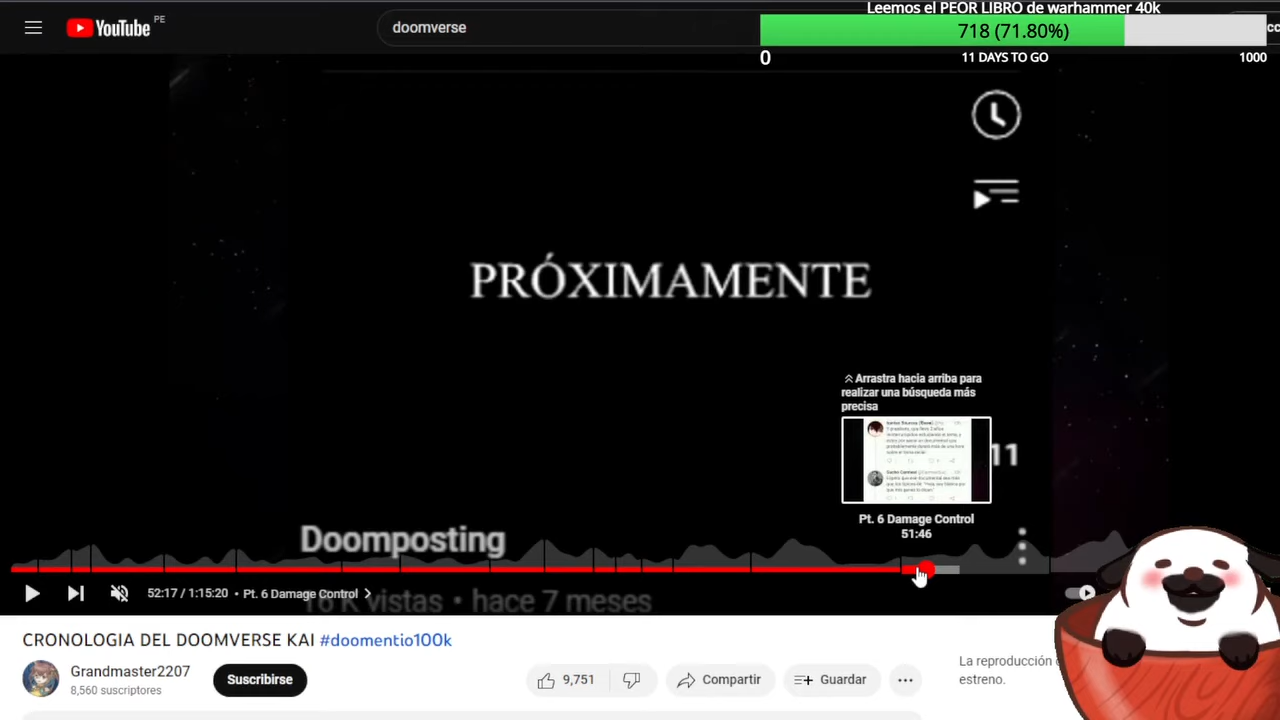 Leemos el PEOR LIBRO de warhammer 40k
YouTube PE
doomverse
718 (71.80%)
0
11 DAYS TO GO
1000
PRÓXIMAMENTE
Arrastra hacia arriba para
realizar una búsqueda más
precisa
11
Pt. 6 Damage Control
51:46
Doomposting
16 K vistas • hace 7 meses
52:17 / 1:15:20 • Pt. 6 Damage Control
CRONOLOGIA DEL DOOMVERSE KAI #doomentio100k
Grandmaster2207
8,560 suscriptores
Suscribirse
9,751
Compartir
Guardar
La reproducción
estreno.